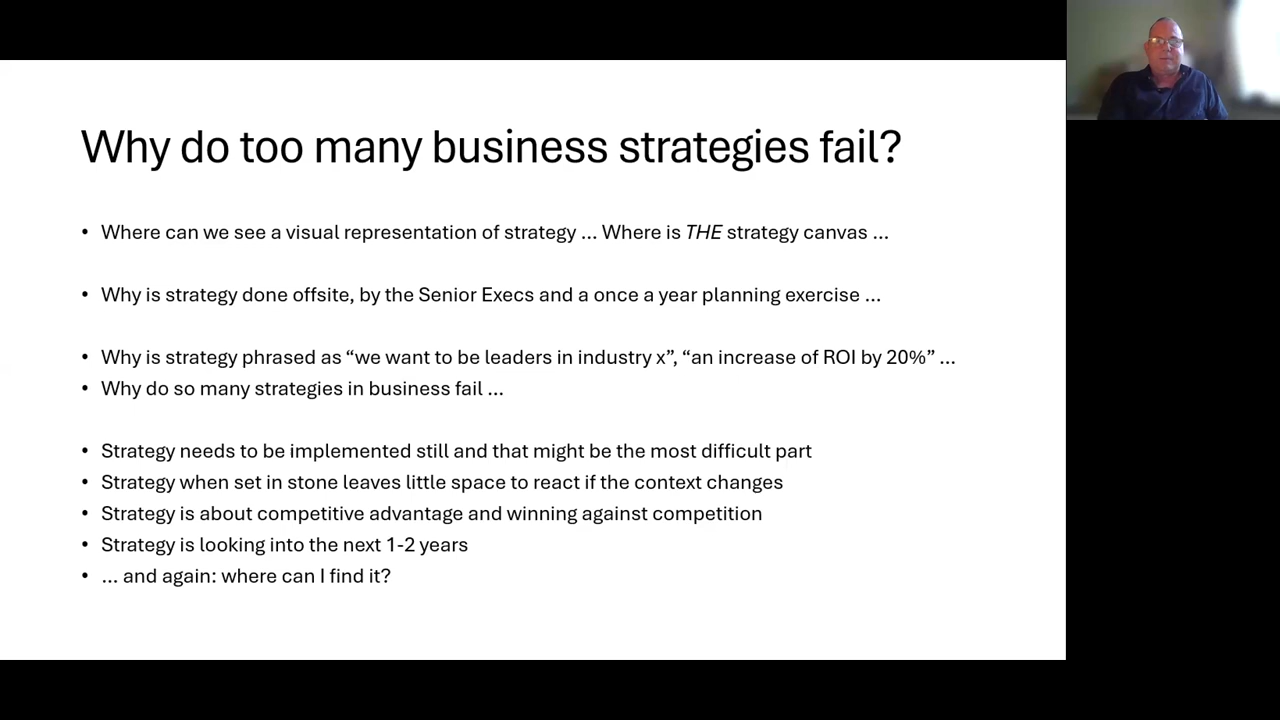 Why do too many business strategies fail?
• Where can we see a visual representation of strategy ... Where is THE strategy canvas ...
• Why is strategy done offsite, by the Senior Execs and a once a year planning exercise ...
• Why is strategy phrased as “we want to be leaders in industry x”, “an increase of ROI by 20%” ...
• Why do so many strategies in business fail ...
• Strategy needs to be implemented still and that might be the most difficult part
• Strategy when set in stone leaves little space to react if the context changes
• Strategy is about competitive advantage and winning against competition
• Strategy is looking into the next 1-2 years
• ... and again: where can I find it?